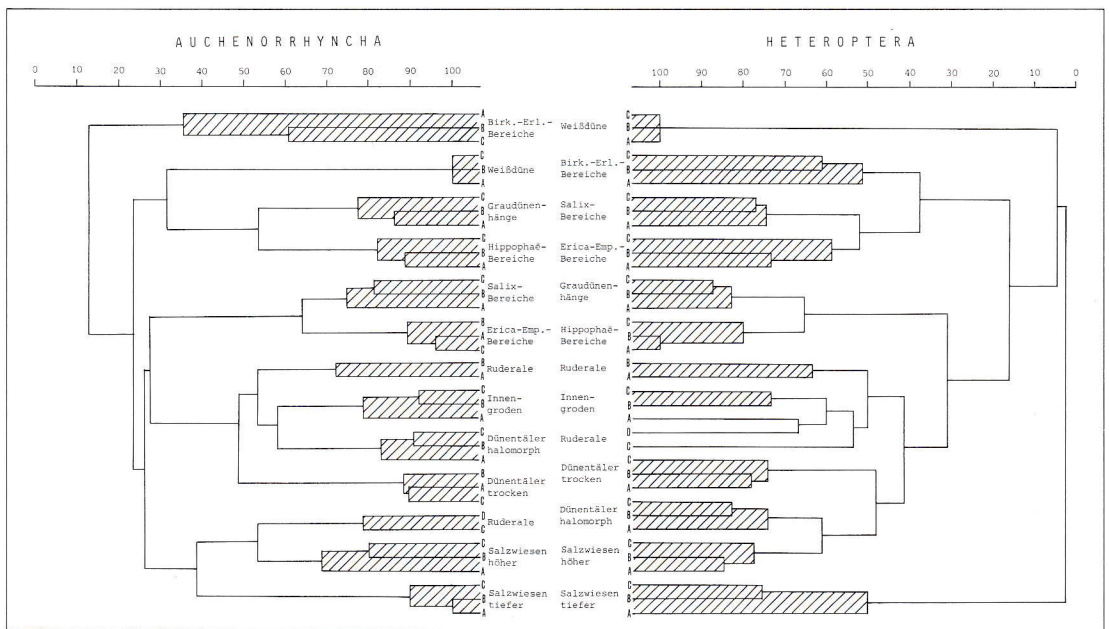 AUCHENORRHYNCHA
HETEROPTERA
0 10 20 30 40 50 60 70 80 90 100
100 90 80 70 60 50 40 30 20 10 0
A
B
C
Birk.-Erl.-
Bereiche
C
B
A
Weißdüne
C
B
A
Graudünen-
hänge
C
B
A
Hippophaë-
Bereiche
C
B
A
Salix-
Bereiche
B
A
C
Erica-Emp.-
Bereiche
B
A
Ruderale
C
B
A
Innen-
groden
C
B
A
Dünentäler
halomorph
B
A
C
Dünentäler
trocken
D
C
Ruderale
C
B
A
Salzwiesen
höher
C
B
A
Salzwiesen
tiefer
Weißdüne
C
B
A
Birk.-Erl.-
Bereiche
C
B
A
Salix-
Bereiche
C
B
A
Erica-Emp.-
Bereiche
C
B
A
Graudünen-
hänge
C
B
A
Hippophaë-
Bereiche
C
B
A
Ruderale
B
A
Innen-
groden
C
B
A
Ruderale
D
C
Dünentäler
trocken
C
B
A
Dünentäler
halomorph
C
B
A
Salzwiesen
höher
C
B
A
Salzwiesen
tiefer
C
B
A